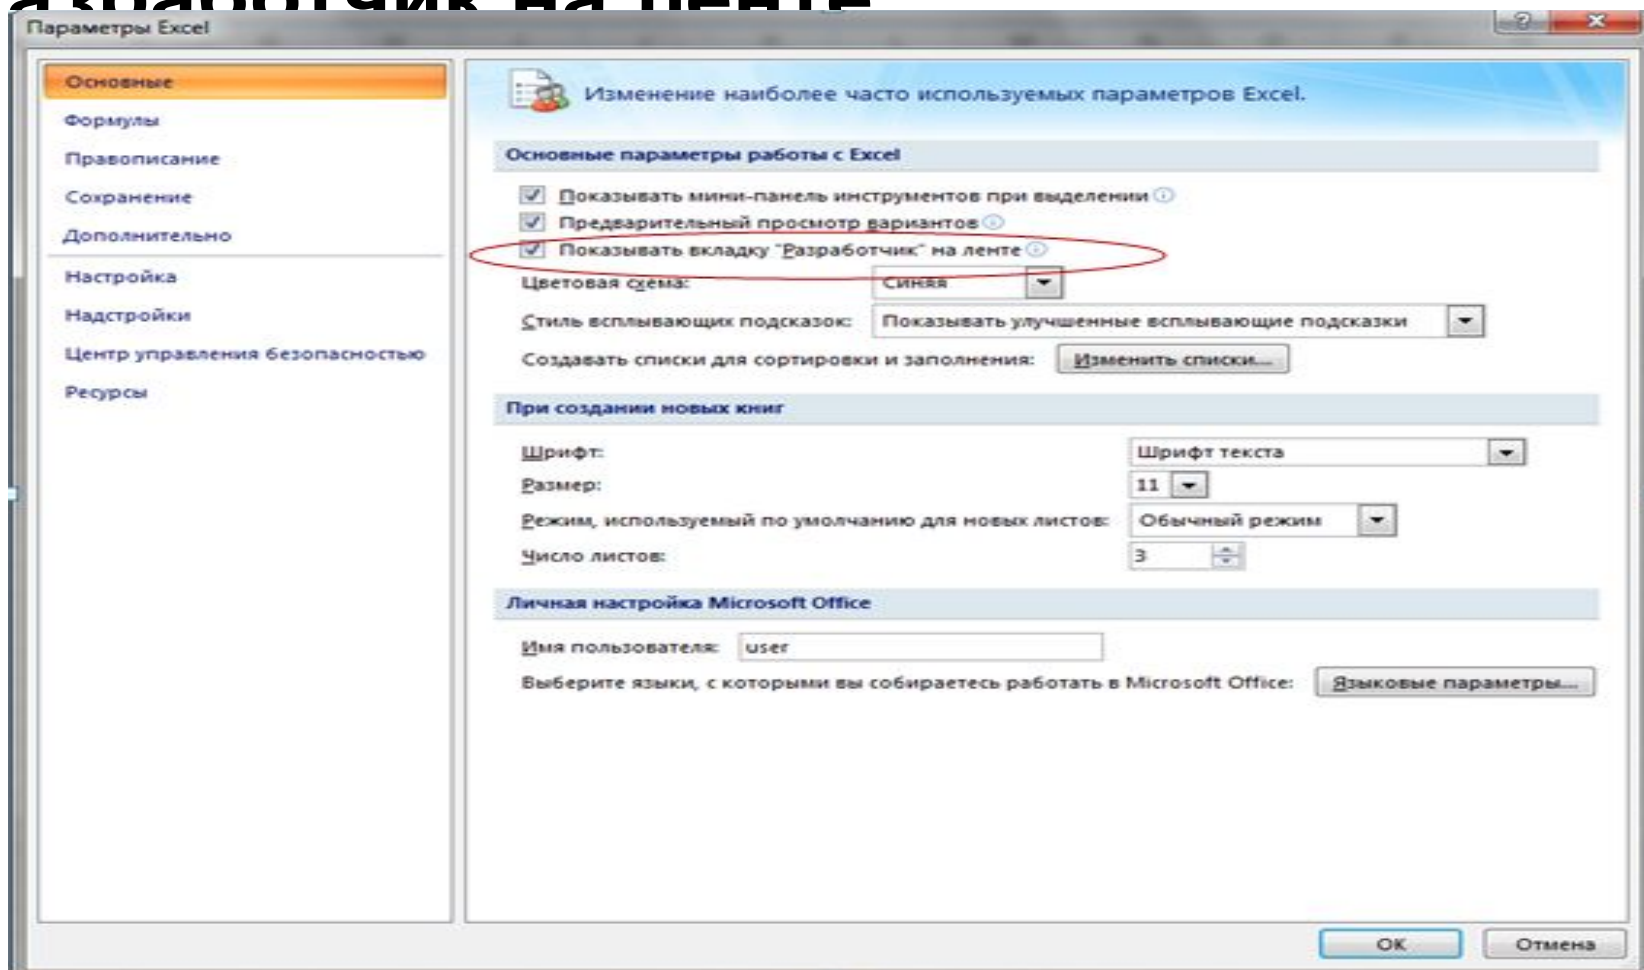 азработчик на ленте
Параметры Excel
Основные
Формулы
Правописание
Сохранение
Дополнительно
Настройка
Надстройки
Центр управления безопасностью
Ресурсы
Изменение наиболее часто используемых параметров Excel.
Основные параметры работы с Excel
Показывать мини-панель инструментов при выделении
Предварительный просмотр вариантов
Показывать вкладку "Разработчик" на ленте
Цветовая схема: Синяя
Стиль всплывающих подсказок: Показывать улучшенные всплывающие подсказки
Создавать списки для сортировки и заполнения: Изменить списки...
При создании новых книг
Шрифт: Шрифт текста
Размер: 11
Режим, используемый по умолчанию для новых листов: Обычный режим
Число листов: 3
Личная настройка Microsoft Office
Имя пользователя: user
Выберите языки, с которыми вы собираетесь работать в Microsoft Office: Языковые параметры...
ОК Отмена